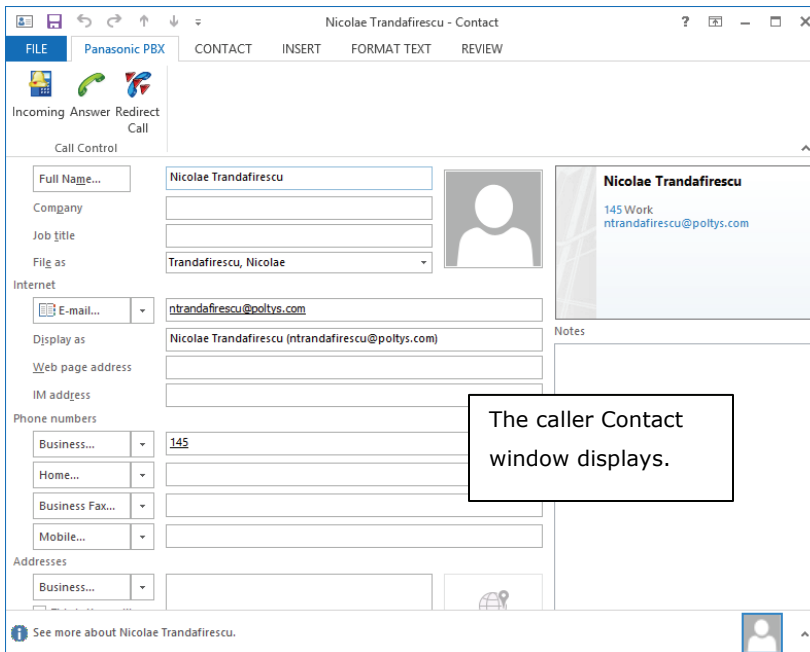 Nicolae Trandafirescu - Contact
?
FILE Panasonic PBX CONTACT INSERT FORMAT TEXT REVIEW
Incoming Answer Redirect
Call
Call Control
Full Name... Nicolae Trandafirescu
Company
Job title
File as Trandafirescu, Nicolae
Internet
E-mail... ntrandafirescu@poltys.com
Display as Nicolae Trandafirescu (ntrandafirescu@poltys.com)
Web page address
IM address
Phone numbers
Business... 145
Home...
Business Fax...
Mobile...
Addresses
Business...
Nicolae Trandafirescu
145 Work
ntrandafirescu@poltys.com
Notes
The caller Contact
window displays.
See more about Nicolae Trandafirescu.